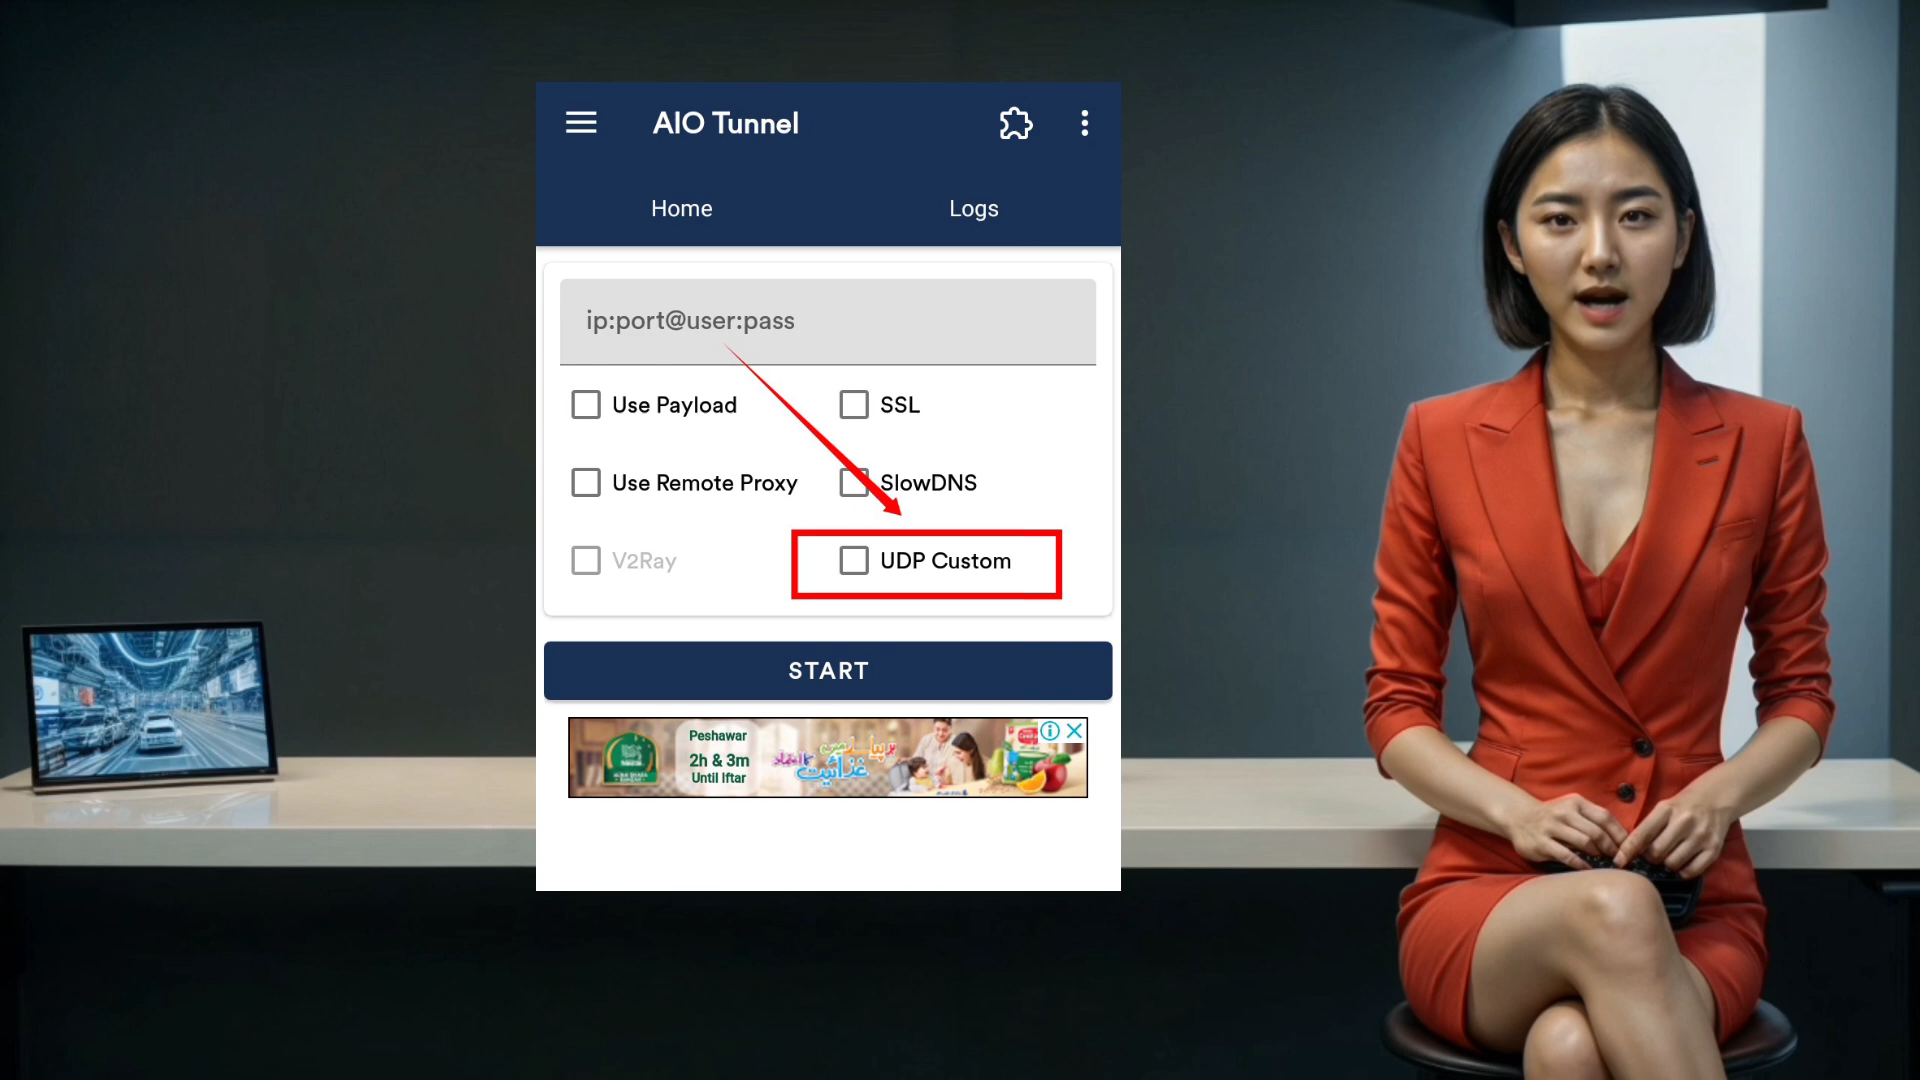 AIO Tunnel
Home
Logs
ip:port@user:pass
Use Payload
SSL
Use Remote Proxy
SlowDNS
V2Ray
UDP Custom
START
Peshawar
2h & 3m
Until Iftar